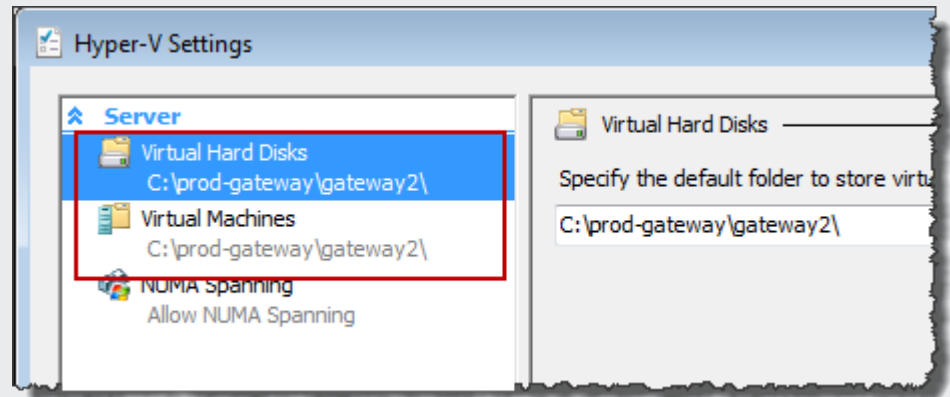 Hyper-V Settings
Server
Virtual Hard Disks
C:\prod-gateway\gateway2\
Virtual Machines
C:\prod-gateway\gateway2\
NUMA Spanning
Allow NUMA Spanning
Virtual Hard Disks
Specify the default folder to store
C:\prod-gateway\gateway2\